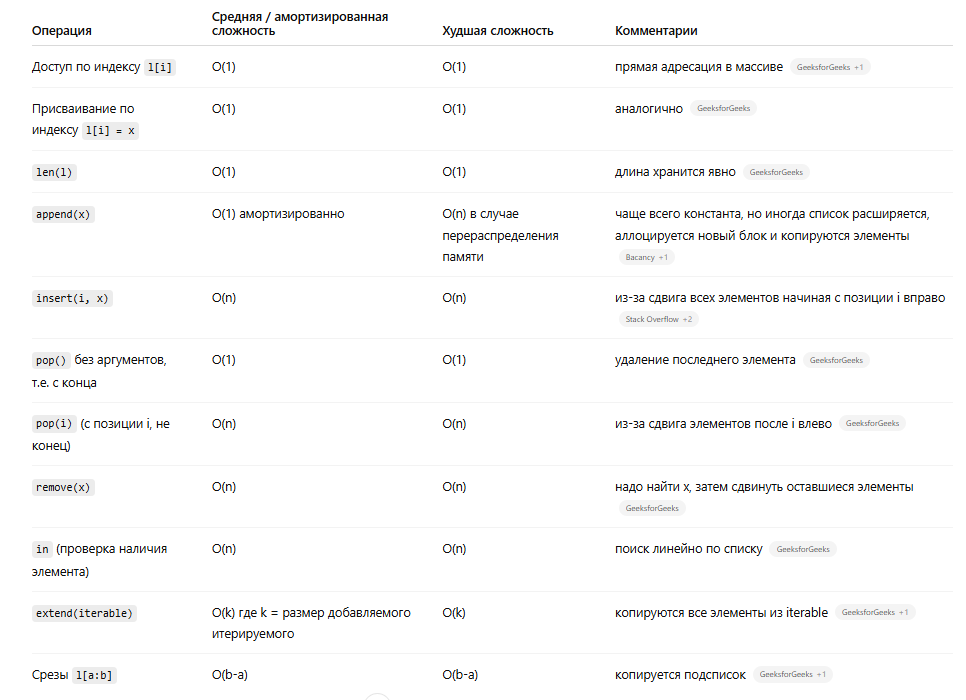 Операция Средняя / амортизированная сложность Худшая сложность Комментарии
Доступ по индексу l[i] O(1) O(1) прямая адресация в массиве GeeksforGeeks +1
Присваивание по индексу l[i] = x O(1) O(1) аналогично GeeksforGeeks
len(l) O(1) O(1) длина хранится явно GeeksforGeeks
append(x) O(1) амортизированно O(n) в случае перераспределения памяти чаще всего константа, но иногда список расширяется, аллоцируется новый блок и копируются элементы Bacancy +1
insert(i, x) O(n) O(n) из-за сдвига всех элементов начиная с позиции i вправо Stack Overflow +2
pop() без аргументов, т.е. с конца O(1) O(1) удаление последнего элемента GeeksforGeeks
pop(i) (с позиции i, не конец) O(n) O(n) из-за сдвига элементов после i влево GeeksforGeeks
remove(x) O(n) O(n) надо найти x, затем сдвинуть оставшиеся элементы GeeksforGeeks
in (проверка наличия элемента) O(n) O(n) поиск линейно по списку GeeksforGeeks
extend(iterable) O(k) где k = размер добавляемого итерируемого O(k) копируются все элементы из iterable GeeksforGeeks +1
Срезы l[a:b] O(b-a) O(b-a) копируется подсписок GeeksforGeeks +1